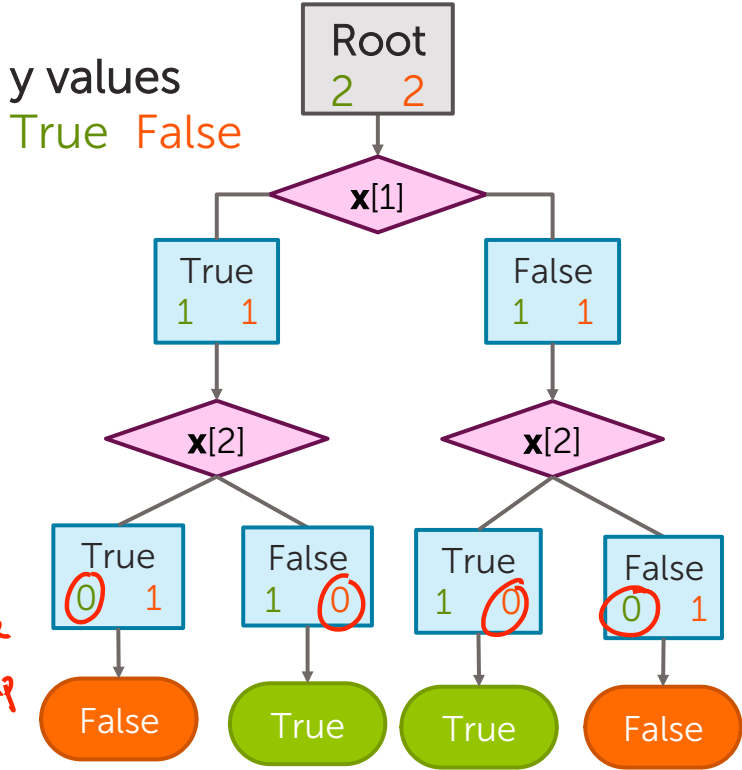 Root
2 2
y values
True False
x[1]
True
1 1
False
1 1
x[2]
x[2]
True
0 1
False
1 0
True
1 0
False
0 1
False
True
True
False